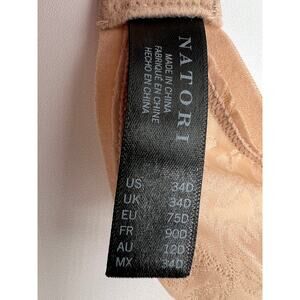 NATORI
MADE IN CHINA
FABRIQUÉ EN CHINE
HECHO EN CHINA
US 34D
UK 34D
EU 75D
FR 90D
AU 12D
MX 34D